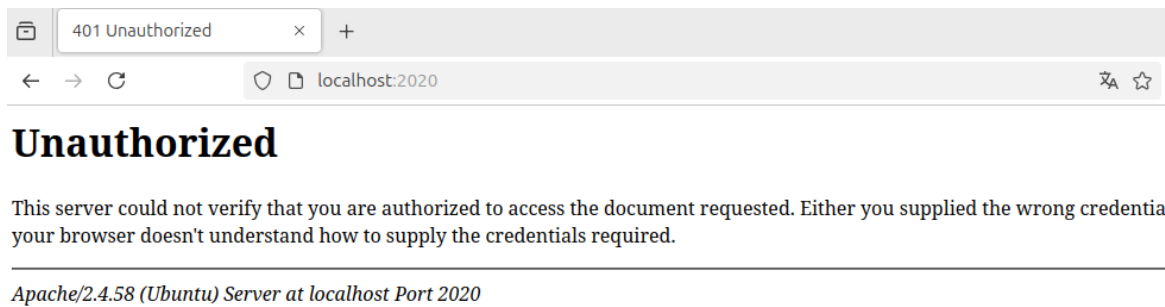 401 Unauthorized
localhost:2020
Unauthorized
This server could not verify that you are authorized to access the document requested. Either you supplied the wrong credentia
your browser doesn't understand how to supply the credentials required.
Apache/2.4.58 (Ubuntu) Server at localhost Port 2020